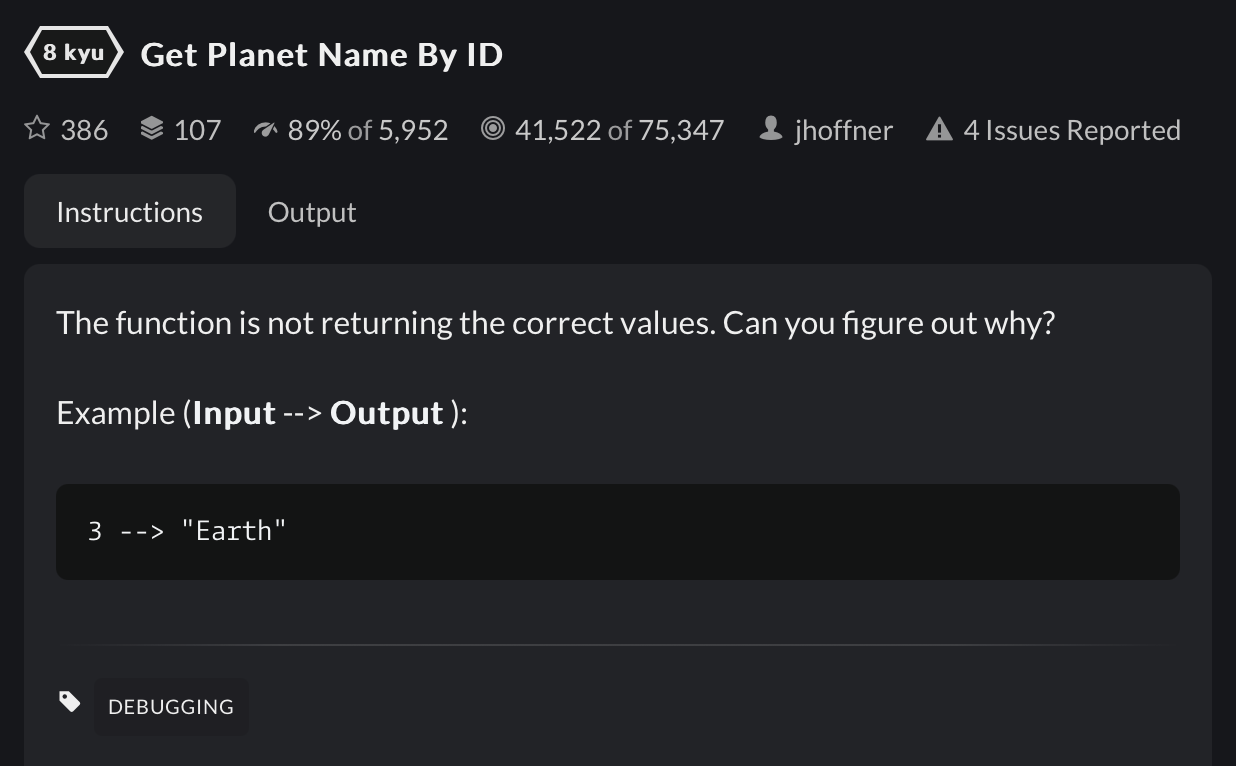 8 kyu Get Planet Name By ID
386 107 89% of 5,952 41,522 of 75,347 jhoffner 4 Issues Reported
Instructions Output
The function is not returning the correct values. Can you figure out why?
Example (Input --> Output ):
3 --> "Earth"
DEBUGGING